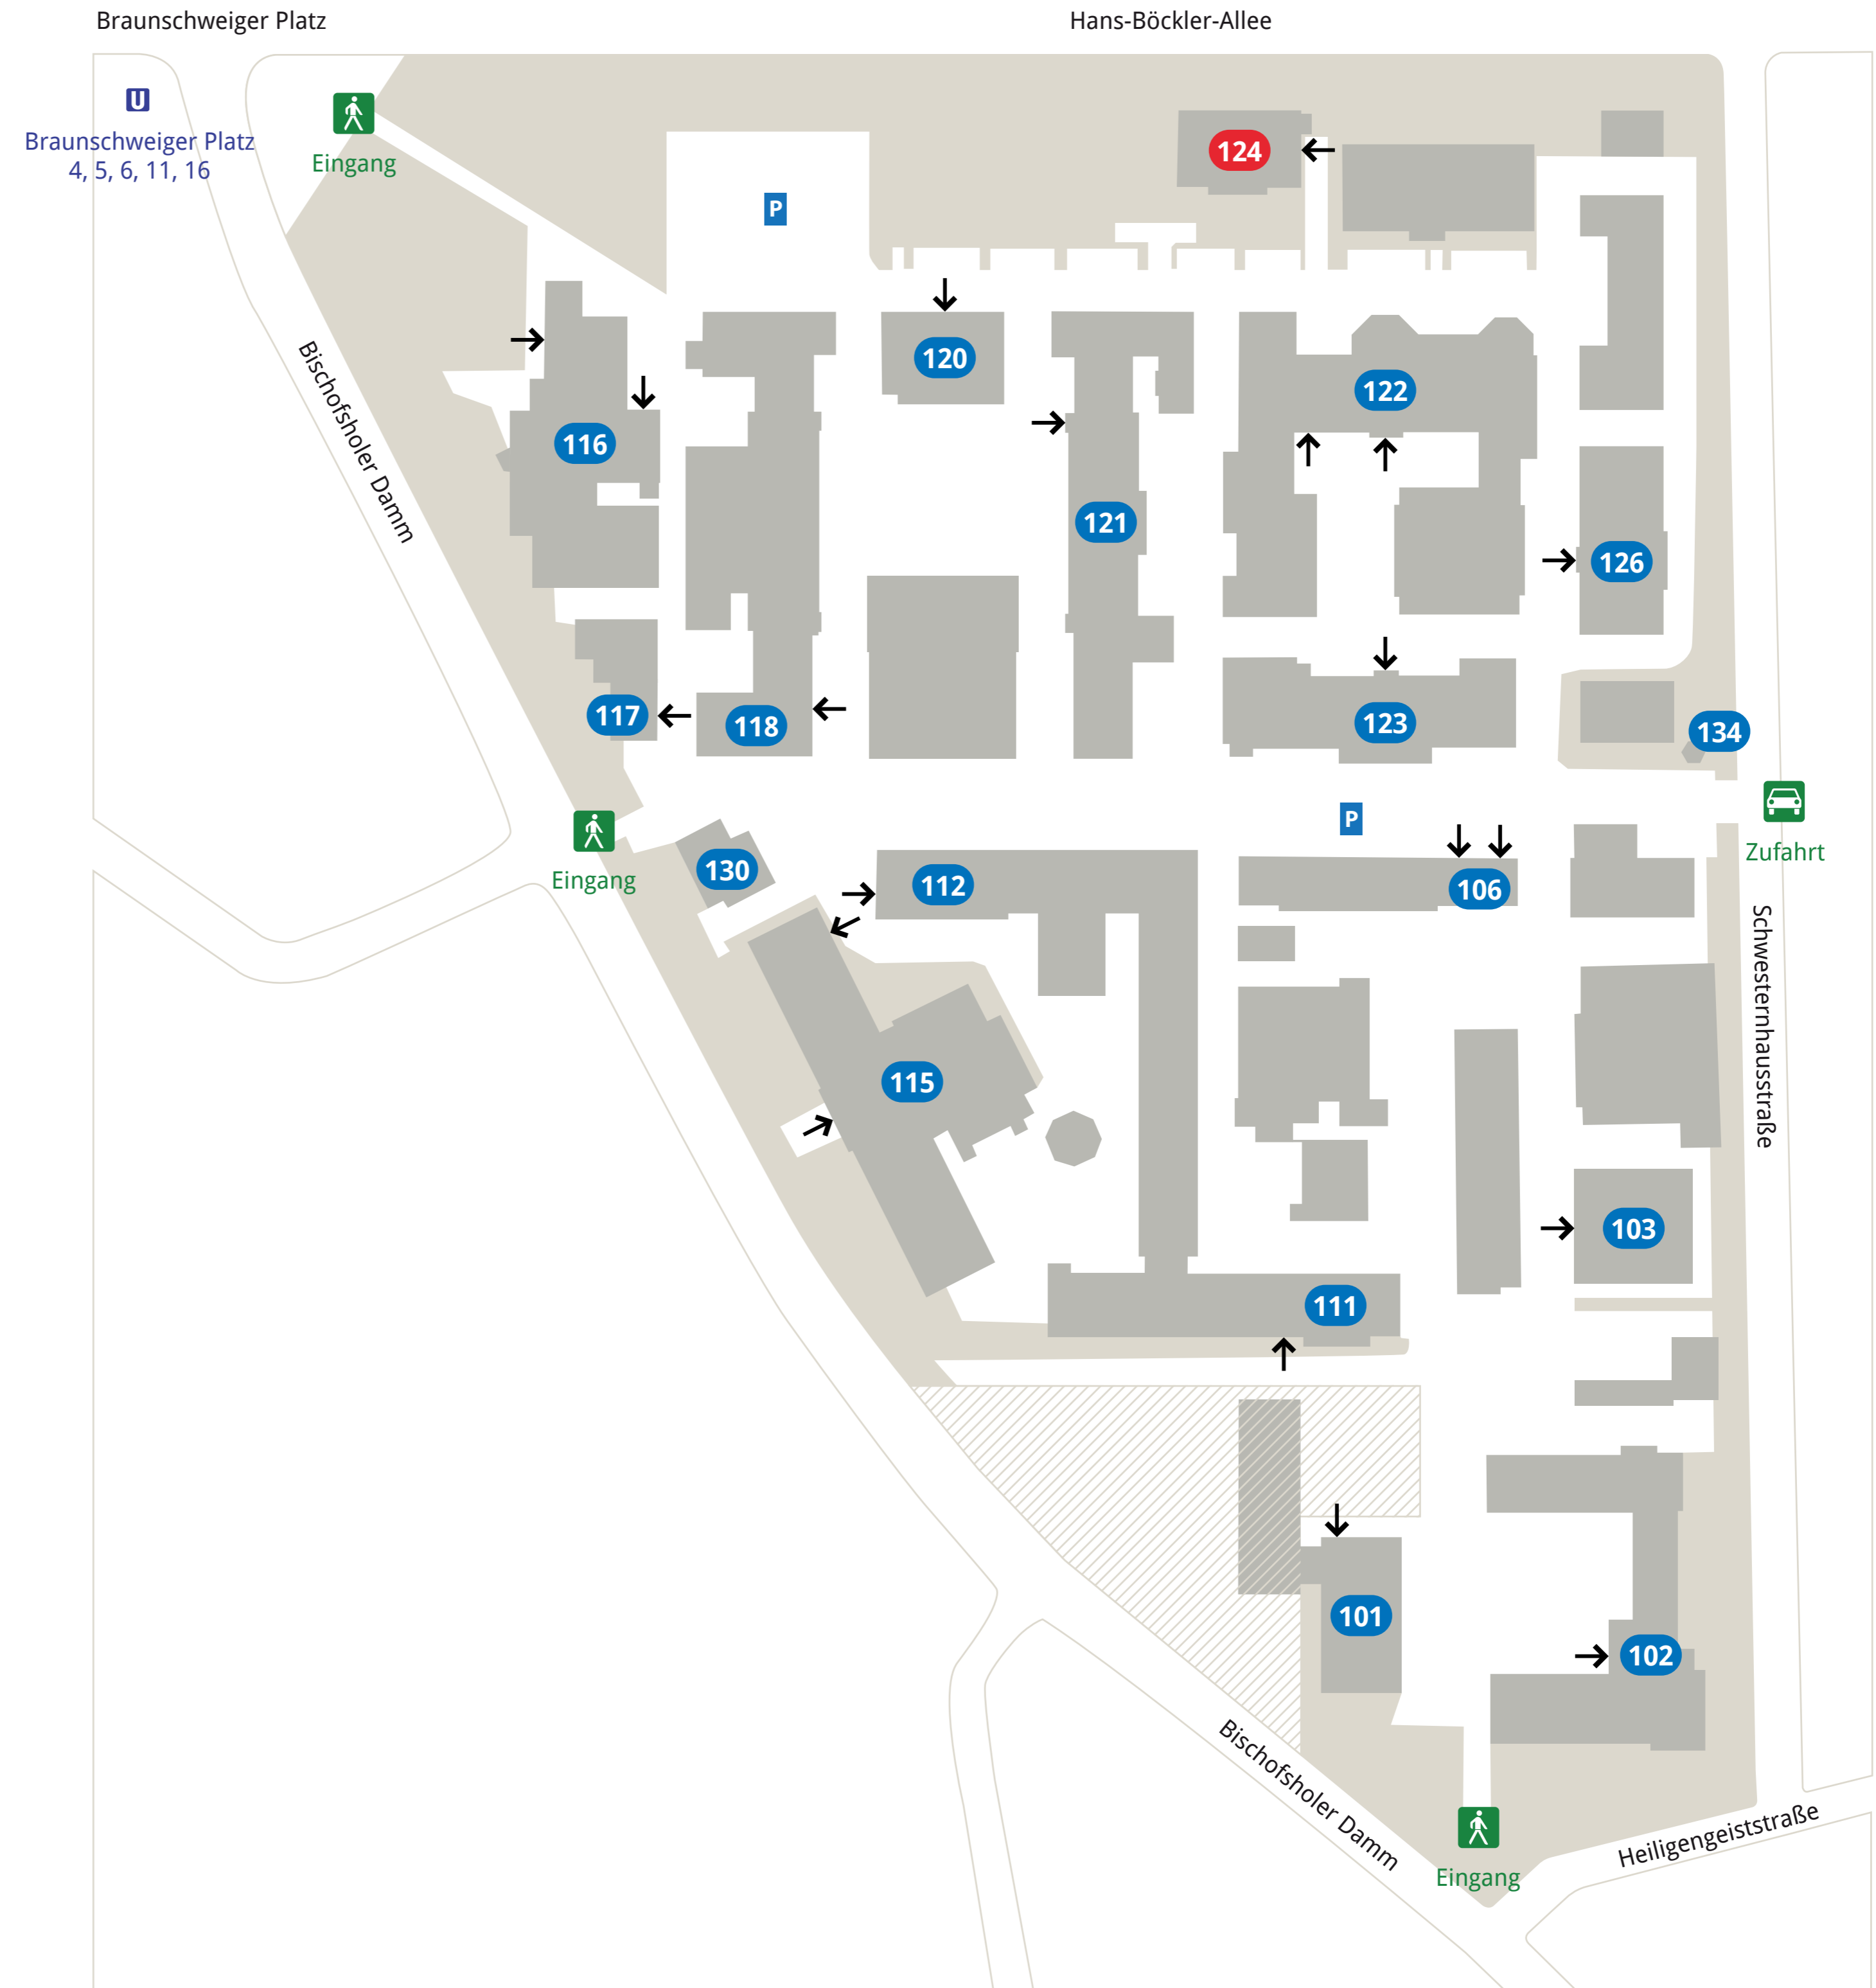 Braunschweiger Platz
Hans-Böckler-Allee
U
Braunschweiger Platz
4, 5, 6, 11, 16
Eingang
124
P
120
122
116
121
126
Bischofsholer Damm
117
118
123
134
P
Eingang
130
112
106
Zufahrt
Schwesternhausstraße
115
103
111
101
102
Bischofsholer Damm
Heiligengeiststraße
Eingang